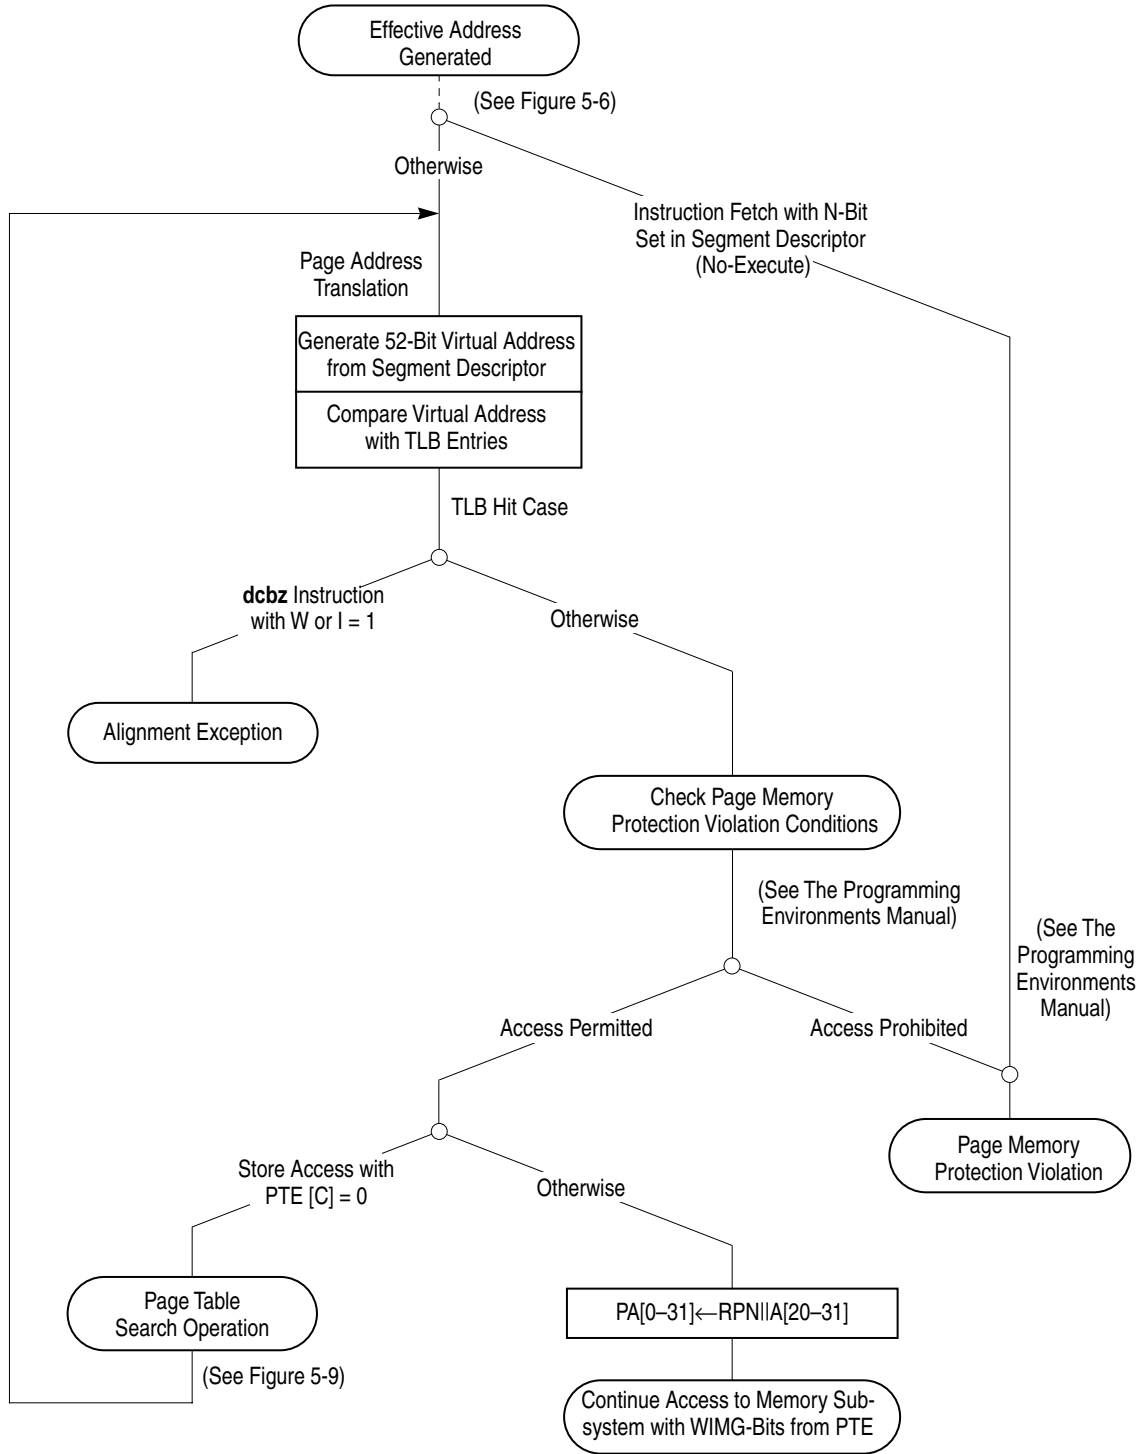 Effective Address
Generated
(See Figure 5-6)
Otherwise
Instruction Fetch with N-Bit
Set in Segment Descriptor
(No-Execute)
Page Address
Translation
Generate 52-Bit Virtual Address
from Segment Descriptor
Compare Virtual Address
with TLB Entries
TLB Hit Case
dcbz Instruction
with W or I = 1
Otherwise
Alignment Exception
Check Page Memory
Protection Violation Conditions
(See The Programming
Environments Manual)
(See The
Programming
Environments
Manual)
Access Permitted
Access Prohibited
Page Memory
Protection Violation
Store Access with
PTE [C] = 0
Otherwise
Page Table
Search Operation
PA[0–31]←RPN||A[20–31]
(See Figure 5-9)
Continue Access to Memory Sub-
system with WIMG-Bits from PTE